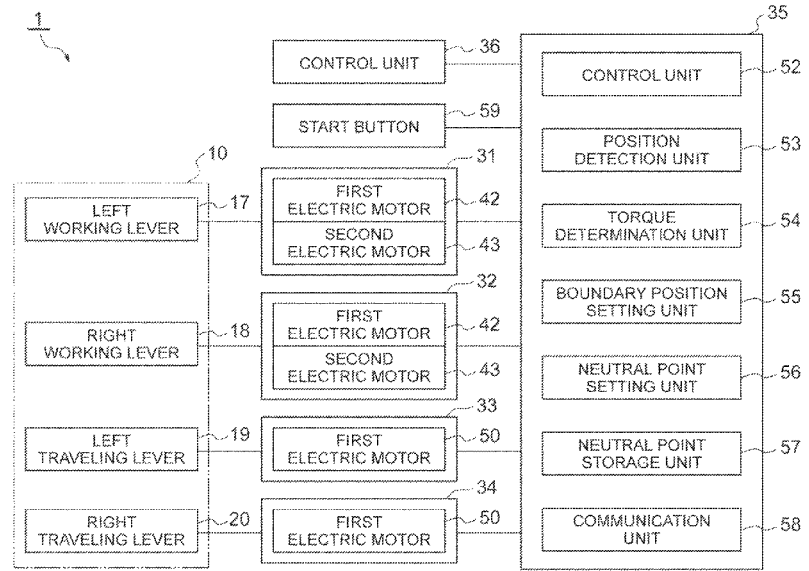 1
36
CONTROL UNIT
59
START BUTTON
10
17
LEFT
WORKING LEVER
18
RIGHT
WORKING LEVER
19
LEFT
TRAVELING LEVER
20
RIGHT
TRAVELING LEVER
31
FIRST
ELECTRIC MOTOR
42
SECOND
ELECTRIC MOTOR
43
32
FIRST
ELECTRIC MOTOR
42
SECOND
ELECTRIC MOTOR
43
33
FIRST
ELECTRIC MOTOR
50
34
FIRST
ELECTRIC MOTOR
50
35
CONTROL UNIT
52
POSITION
DETECTION UNIT
53
TORQUE
DETERMINATION UNIT
54
BOUNDARY POSITION
SETTING UNIT
55
NEUTRAL POINT
SETTING UNIT
56
NEUTRAL POINT
STORAGE UNIT
57
COMMUNICATION
UNIT
58